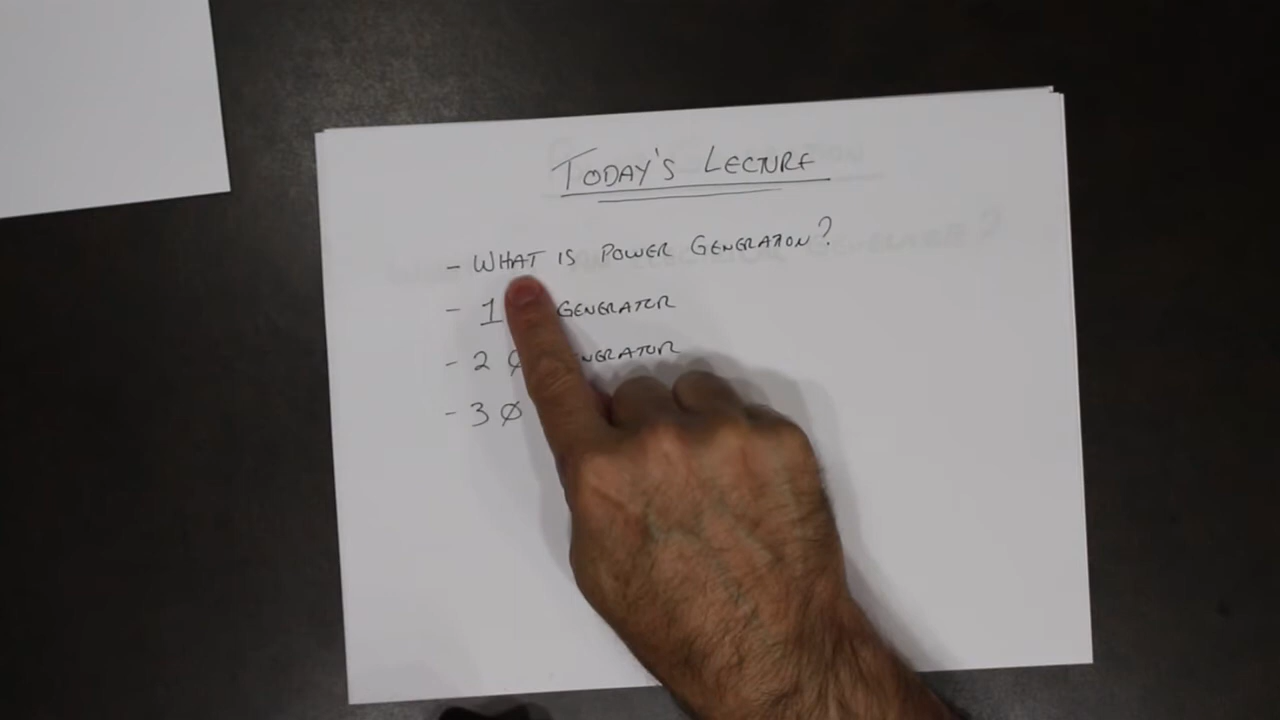 TODAY'S LECTURE
- WHAT IS POWER GENERATION?
- 1 GENERATOR
- 2 Ø
- 3 Ø